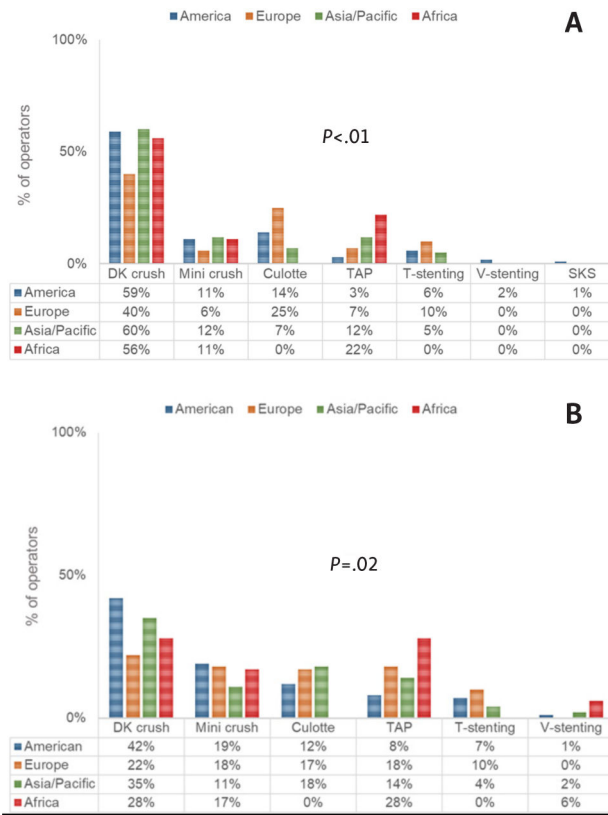 America Europe Asia/Pacific Africa
A
100%
% of operators
P<.01
50%
0%
DK crush Mini crush Culotte TAP T-stenting V-stenting SKS
America 59% 11% 14% 3% 6% 2% 1%
Europe 40% 6% 25% 7% 10% 0% 0%
Asia/Pacific 60% 12% 7% 12% 5% 0% 0%
Africa 56% 11% 0% 22% 0% 0% 0%
American Europe Asia/Pacific Africa
B
100%
% of operators
50%
P=.02
0%
DK crush Mini crush Culotte TAP T-stenting V-stenting
American 42% 19% 12% 8% 7% 1%
Europe 22% 18% 17% 18% 10% 0%
Asia/Pacific 35% 11% 18% 14% 4% 2%
Africa 28% 17% 0% 28% 0% 6%